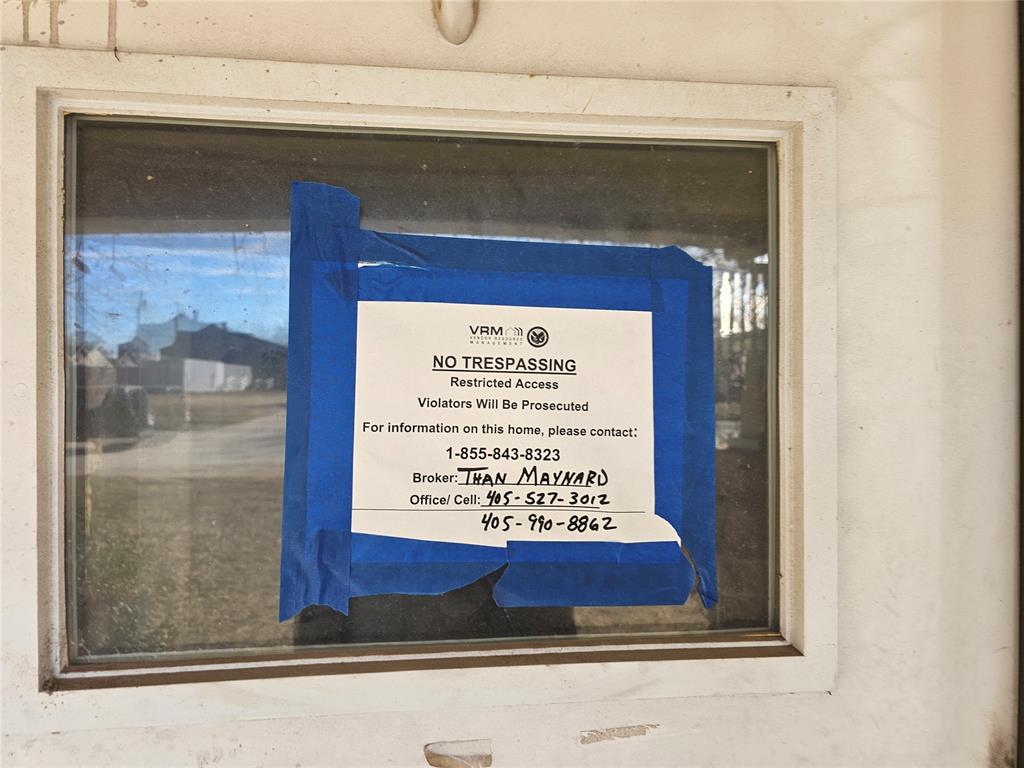 VRM
VENDOR RESOURCE
MANAGEMENT
NO TRESPASSING
Restricted Access
Violators Will Be Prosecuted
For information on this home, please contact:
1-855-843-8323
Broker: THAN MAYNARD
Office/ Cell: 405-527-3012
405-990-8862